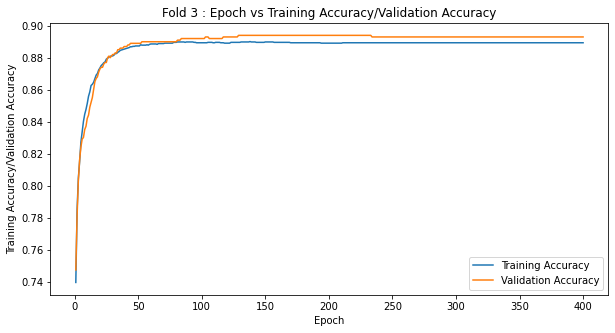 Fold 3 : Epoch vs Training Accuracy/Validation Accuracy
Training Accuracy/Validation Accuracy
0.90
0.88
0.86
0.84
0.82
0.80
0.78
0.76
0.74
Training Accuracy
Validation Accuracy
0 50 100 150 200 250 300 350 400
Epoch